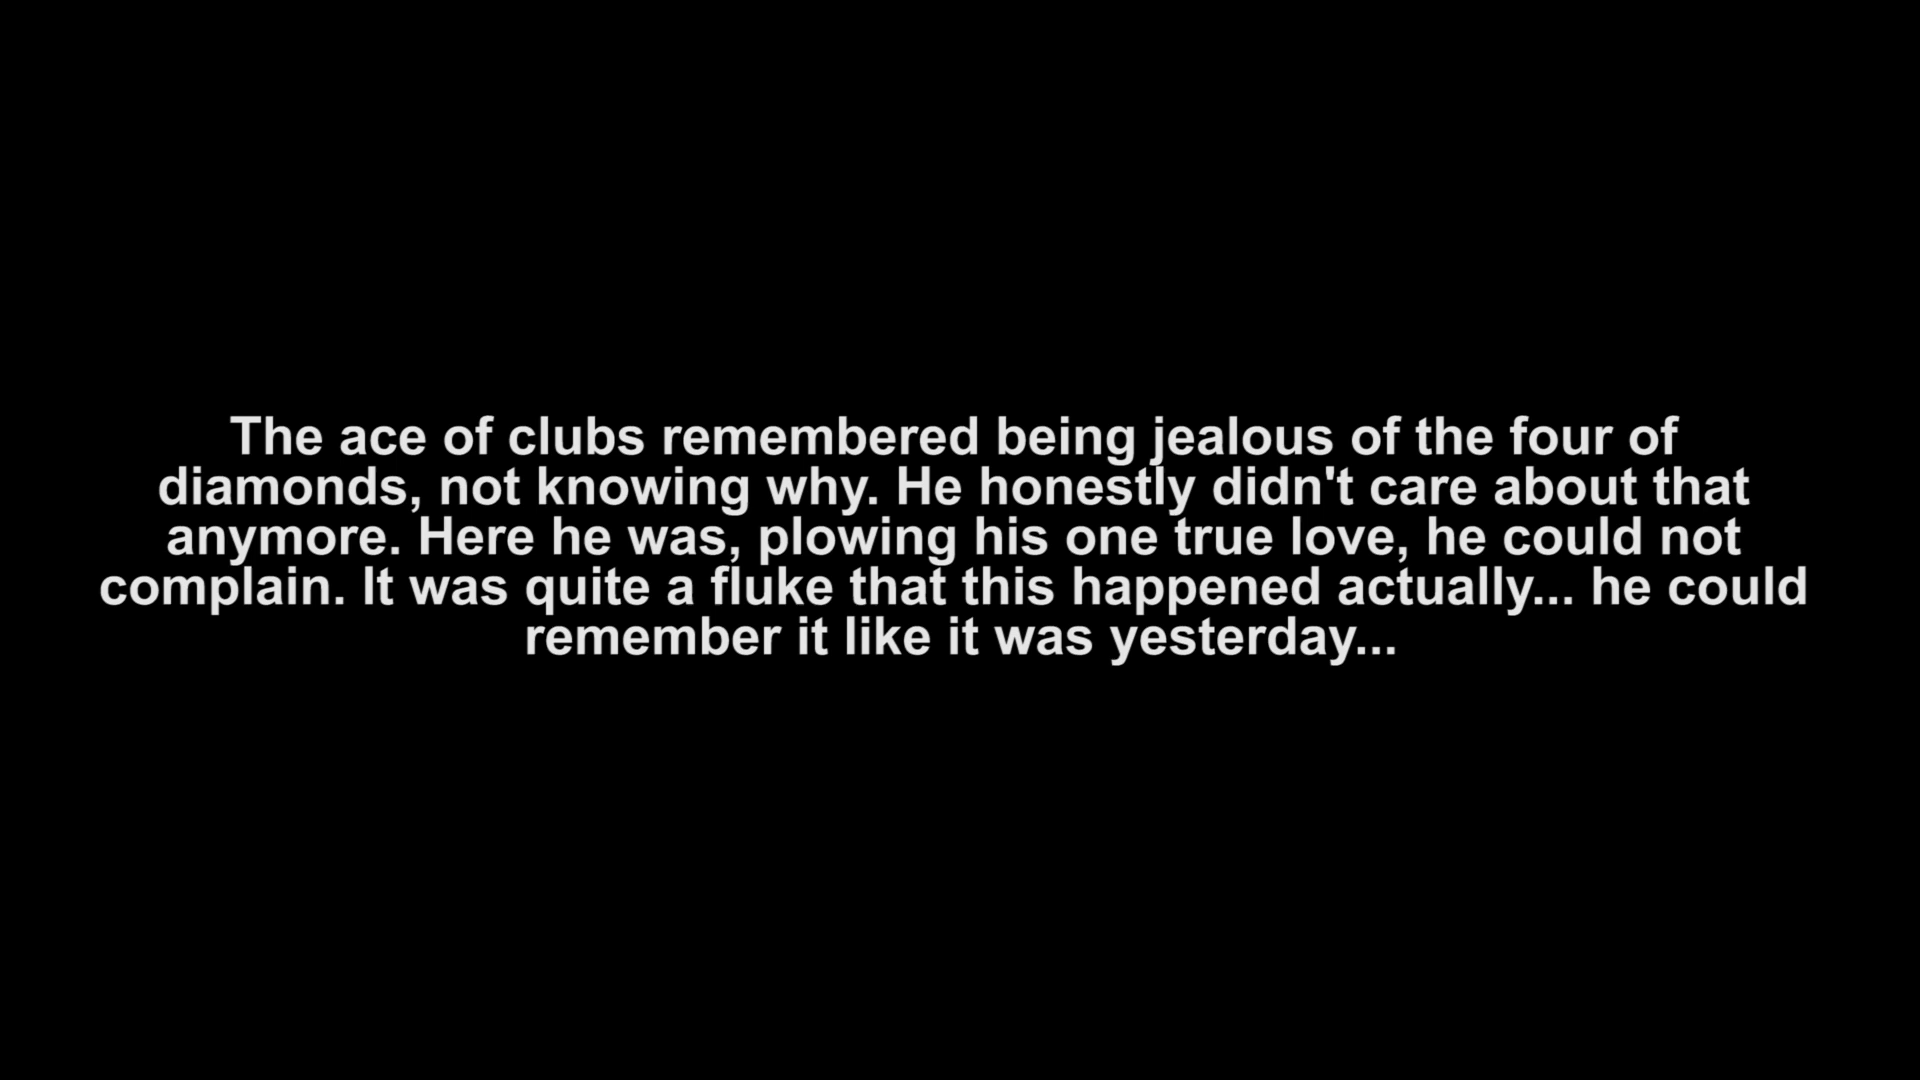 The ace of clubs remembered being jealous of the four of
diamonds, not knowing why. He honestly didn't care about that
anymore. Here he was, plowing his one true love, he could not
complain. It was quite a fluke that this happened actually... he could
remember it like it was yesterday...